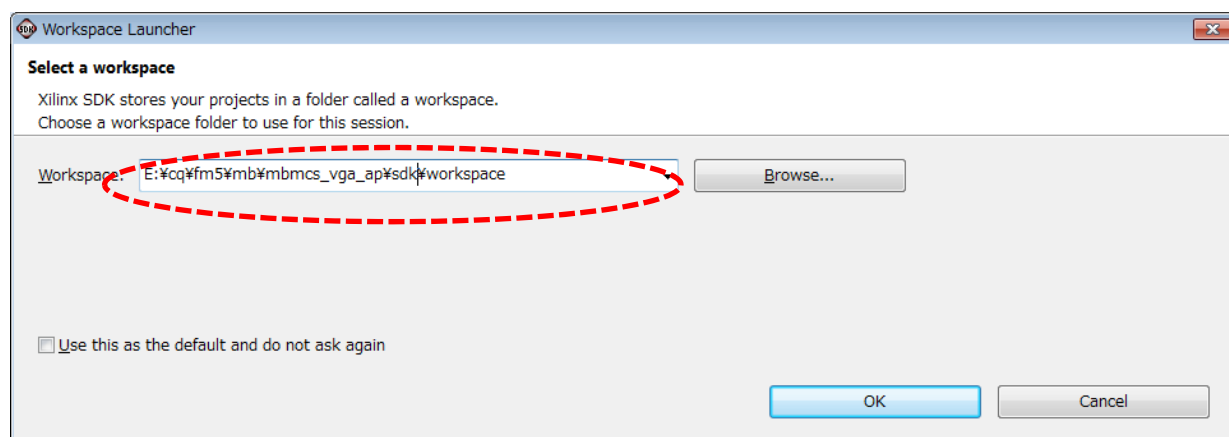 SDK Workspace Launcher
Select a workspace
Xilinx SDK stores your projects in a folder called a workspace.
Choose a workspace folder to use for this session.
Workspace: E:¥cq¥fm5¥mb¥mbmcs_vga_ap¥sdk¥workspace Browse...
Use this as the default and do not ask again
OK Cancel